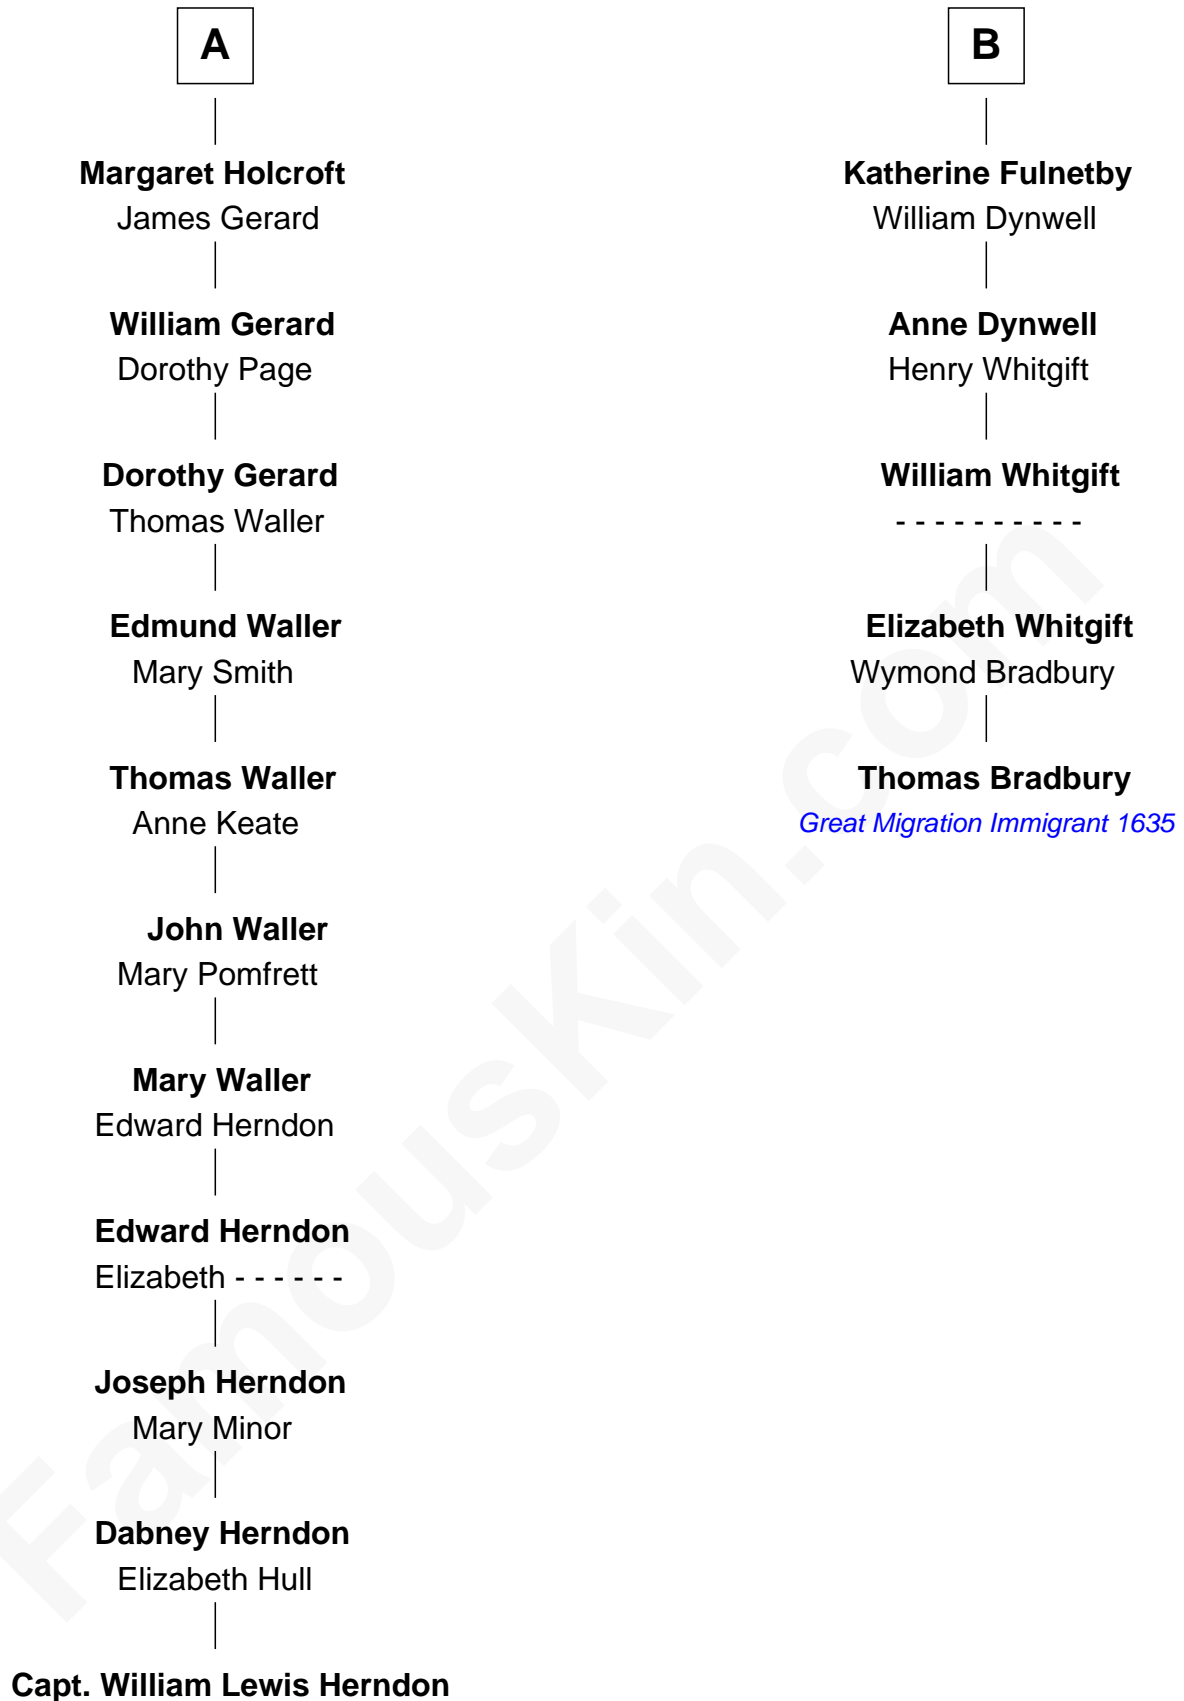 A
Margaret Holcroft
James Gerard
William Gerard
Dorothy Page
Dorothy Gerard
Thomas Waller
Edmund Waller
Mary Smith
Thomas Waller
Anne Keate
John Waller
Mary Pomfrett
Mary Waller
Edward Herndon
Edward Herndon
Elizabeth - - - - - -
Joseph Herndon
Mary Minor
Dabney Herndon
Elizabeth Hull
Capt. William Lewis Herndon
B
Katherine Fulnetby
William Dynwell
Anne Dynwell
Henry Whitgift
William Whitgift
- - - - - - - - - -
Elizabeth Whitgift
Wymond Bradbury
Thomas Bradbury
Great Migration Immigrant 1635
FamousKin.com